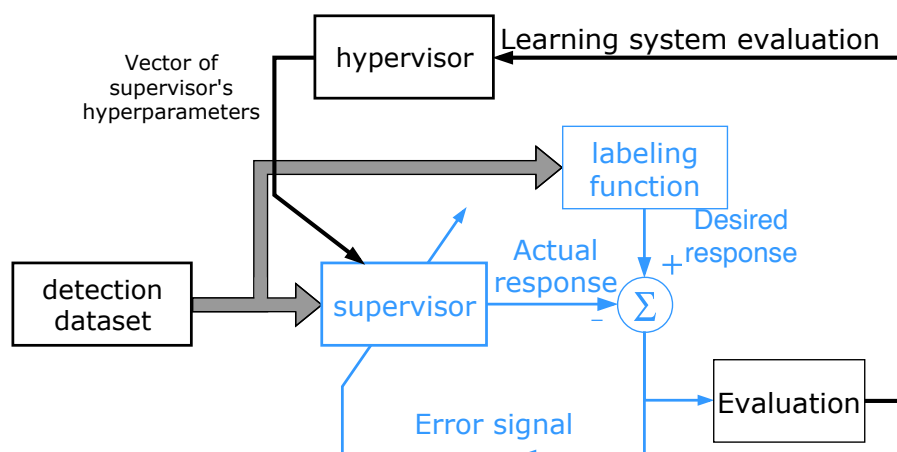 hypervisor
Learning system evaluation
Vector of
supervisor's
hyperparameters
labeling
function
Desired
response
Actual
response
+
detection
dataset
supervisor
Σ
-
Evaluation
Error signal